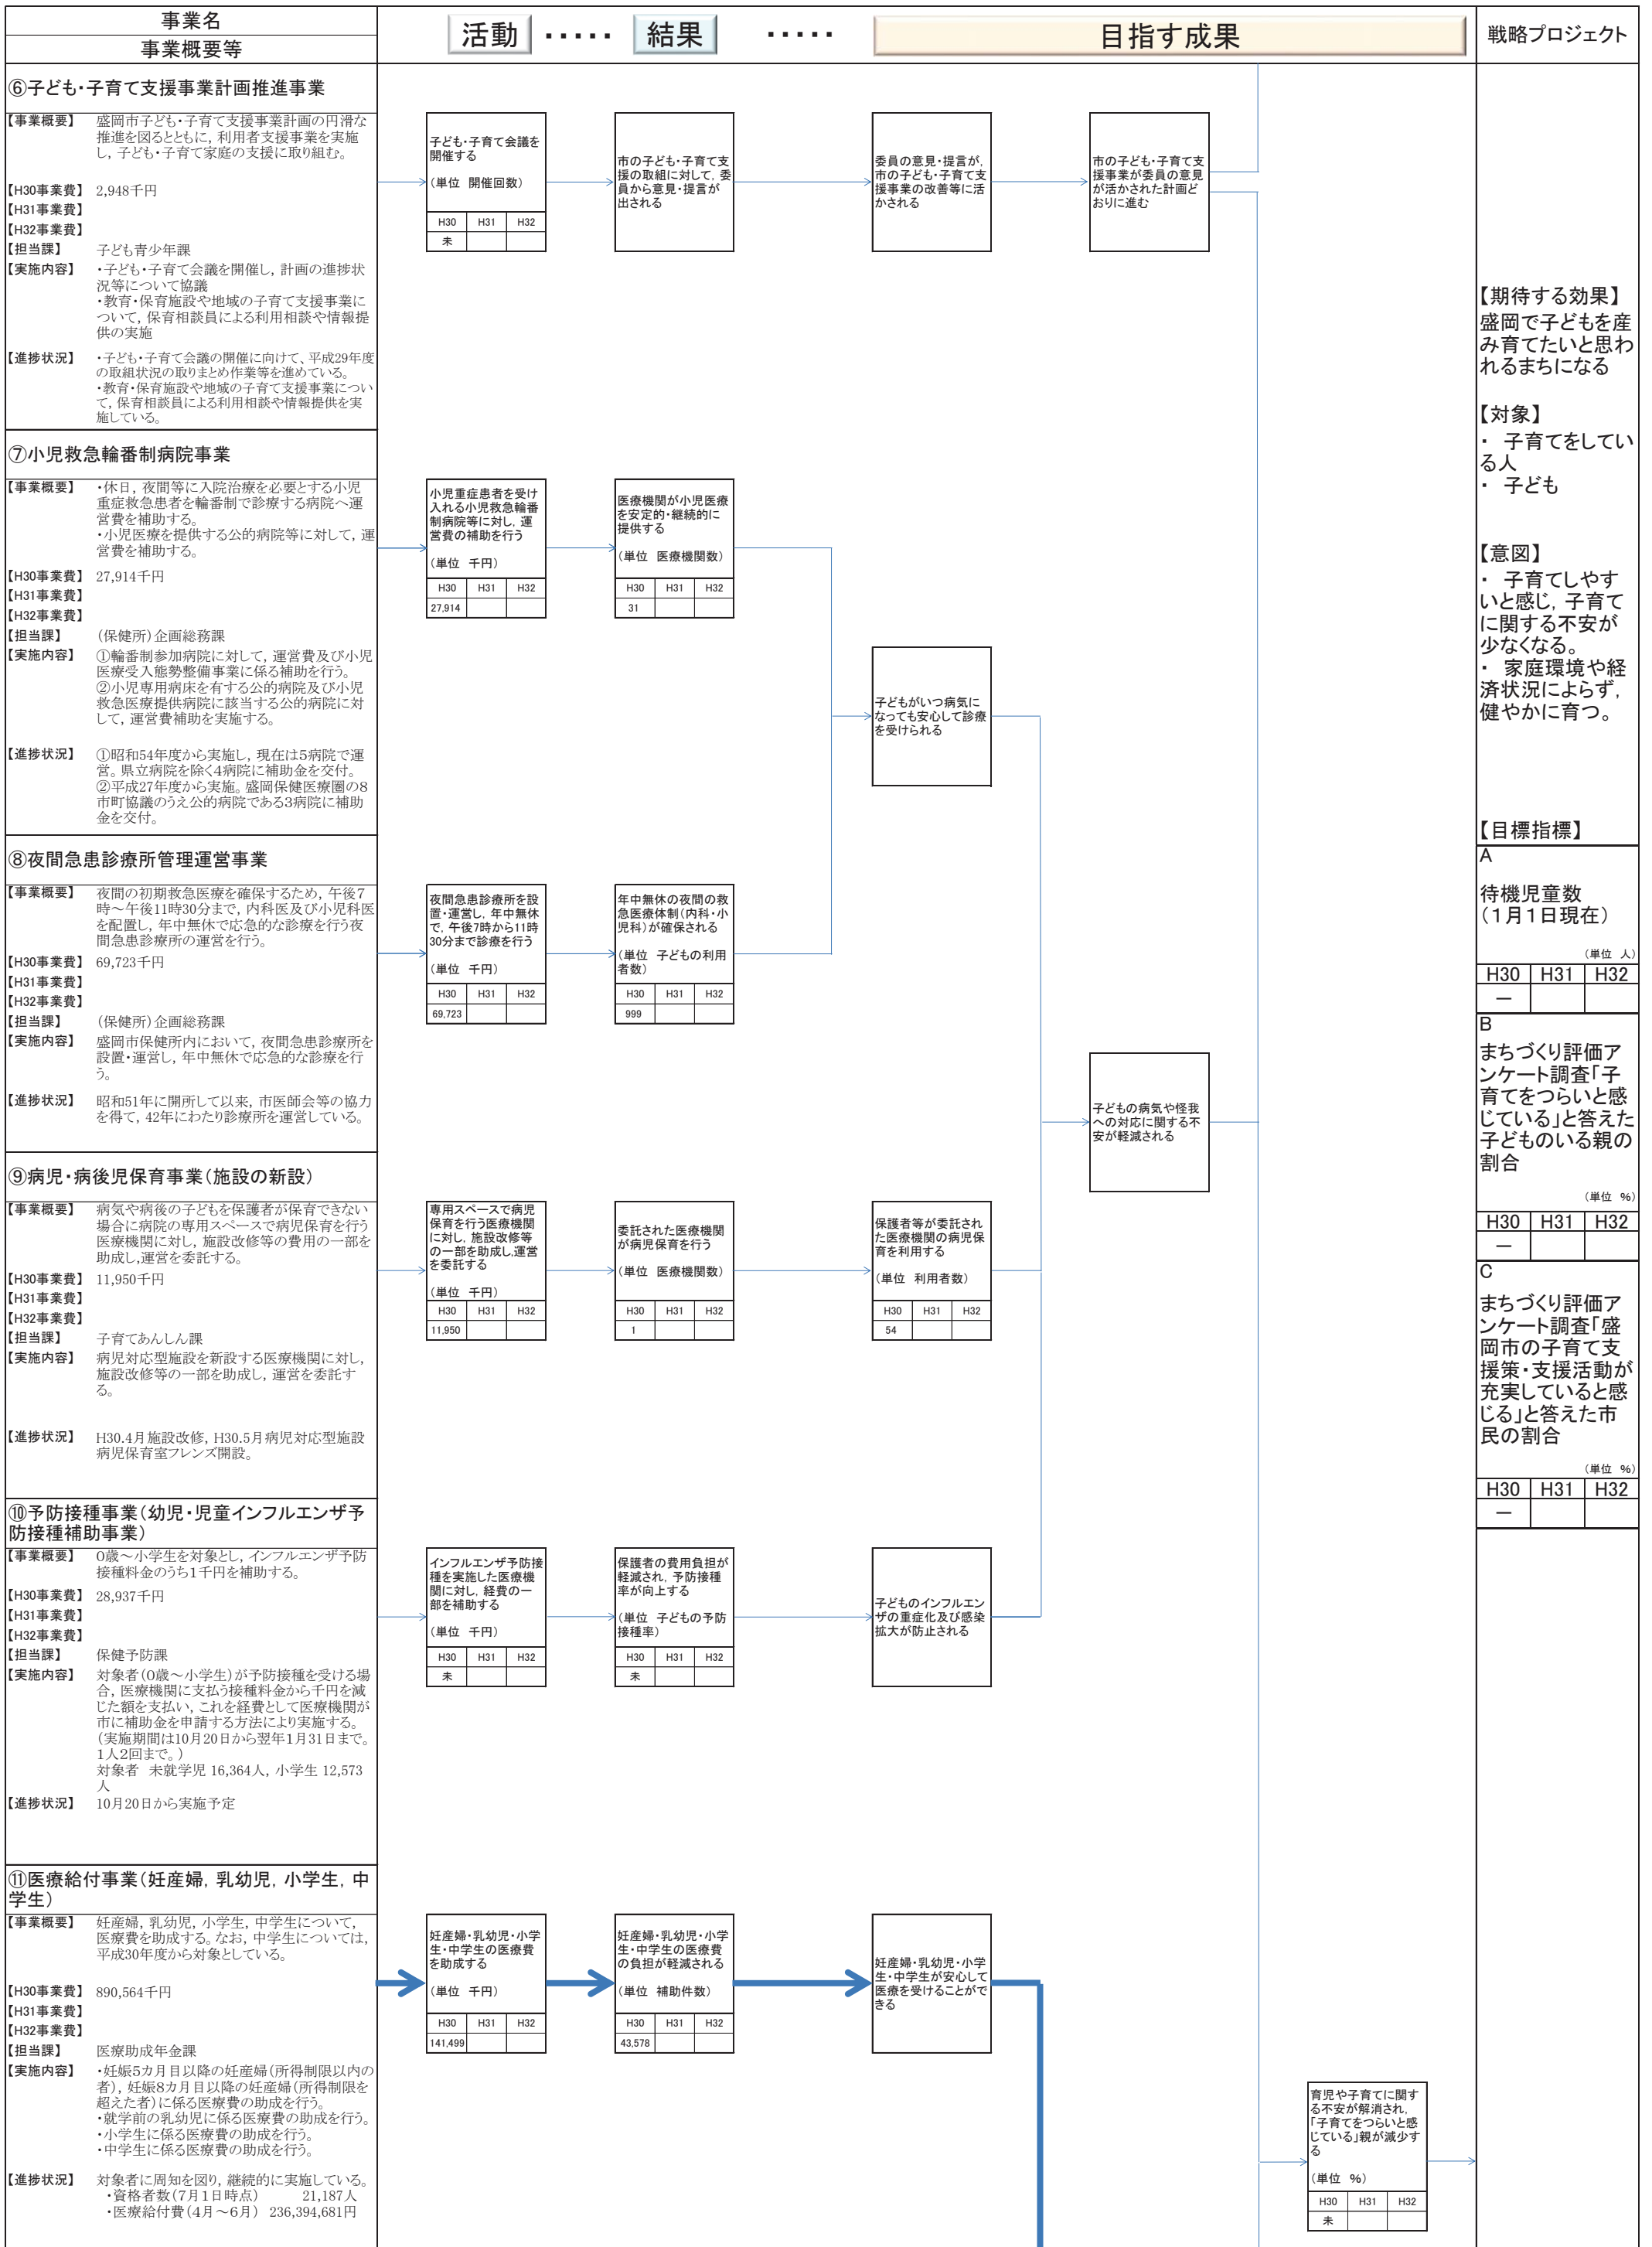 事業名
事業概要等
活動 ・・・・・ 結果 ・・・・・ 目指す成果
戦略プロジェクト
⑥子ども・子育て支援事業計画推進事業
【事業概要】 盛岡市子ども・子育て支援事業計画の円滑な
推進を図るとともに，利用者支援事業を実施
し，子ども・子育て家庭の支援に取り組む。
【H30事業費】 2,948千円
【H31事業費】
【H32事業費】
【担当課】 子ども青少年課
【実施内容】 ・子ども・子育て会議を開催し，計画の進捗状
況等について協議
・教育・保育施設や地域の子育て支援事業に
ついて，保育相談員による利用相談や情報提
供の実施
【進捗状況】 ・子ども・子育て会議の開催に向けて、平成29年度
の取組状況の取りまとめ作業等を進めている。
・教育・保育施設や地域の子育て支援事業につい
て，保育相談員による利用相談や情報提供を実
施している。
子ども・子育て会議を
開催する
（単位 開催回数）
H30 H31 H32
未
市の子ども・子育て支
援の取組に対して，委
員から意見・提言が
出される
委員の意見・提言が，
市の子ども・子育て支
援事業の改善等に活
かされる
市の子ども・子育て支
援事業が委員の意見
が活かされた計画ど
おりに進む
⑦小児救急輪番制病院事業
【事業概要】 ・休日，夜間等に入院治療を必要とする小児
重症救急患者を輪番制で診療する病院へ運
営費を補助する。
・小児医療を提供する公的病院等に対して，運
営費を補助する。
【H30事業費】 27,914千円
【H31事業費】
【H32事業費】
【担当課】 （保健所）企画総務課
【実施内容】 ①輪番制参加病院に対して，運営費及び小児
医療受入態勢整備事業に係る補助を行う。
②小児専用病床を有する公的病院及び小児
救急医療提供病院に該当する公的病院に対
して，運営費補助を実施する。
【進捗状況】 ①昭和54年度から実施し，現在は5病院で運
営。県立病院を除く4病院に補助金を交付。
②平成27年度から実施。盛岡保健医療圏の8
市町協議のうえ公的病院である3病院に補助
金を交付。
小児重症患者を受け
入れる小児救急輪番
制病院等に対し，運
営費の補助を行う
（単位 千円）
H30 H31 H32
27,914
医療機関が小児医療
を安定的・継続的に
提供する
（単位 医療機関数）
H30 H31 H32
31
子どもがいつ病気に
なっても安心して診療
を受けられる
⑧夜間急患診療所管理運営事業
【事業概要】 夜間の初期救急医療を確保するため，午後7
時～午後11時30分まで，内科医及び小児科医
を配置し，年中無休で応急的な診療を行う夜
間急患診療所の運営を行う。
【H30事業費】 69,723千円
【H31事業費】
【H32事業費】
【担当課】 （保健所）企画総務課
【実施内容】 盛岡市保健所内において，夜間急患診療所を
設置・運営し，年中無休で応急的な診療を行
う。
【進捗状況】 昭和51年に開所して以来，市医師会等の協力
を得て，42年にわたり診療所を運営している。
夜間急患診療所を設
置・運営し，年中無休
で，午後7時から11時
30分まで診療を行う
（単位 千円）
H30 H31 H32
69,723
年中無休の夜間の救
急医療体制（内科・小
児科）が確保される
（単位 子どもの利用
者数）
H30 H31 H32
999
子どもの病気や怪我
への対応に関する不
安が軽減される
⑨病児・病後児保育事業（施設の新設）
【事業概要】 病気や病後の子どもを保護者が保育できない
場合に病院の専用スペースで病児保育を行う
医療機関に対し，施設改修等の費用の一部を
助成し,運営を委託する。
【H30事業費】 11,950千円
【H31事業費】
【H32事業費】
【担当課】 子育てあんしん課
【実施内容】 病児対応型施設を新設する医療機関に対し，
施設改修等の一部を助成し，運営を委託す
る。
【進捗状況】 H30.4月施設改修，H30.5月病児対応型施設
病児保育室フレンズ開設。
専用スペースで病児
保育を行う医療機関
に対し，施設改修等
の一部を助成し,運営
を委託する
（単位 千円）
H30 H31 H32
11,950
委託された医療機関
が病児保育を行う
（単位 医療機関数）
H30 H31 H32
1
保護者等が委託され
た医療機関の病児保
育を利用する
（単位 利用者数）
H30 H31 H32
54
⑩予防接種事業（幼児・児童インフルエンザ予
防接種補助事業）
【事業概要】 0歳～小学生を対象とし，インフルエンザ予防
接種料金のうち1千円を補助する。
【H30事業費】 28,937千円
【H31事業費】
【H32事業費】
【担当課】 保健予防課
【実施内容】 対象者（0歳～小学生）が予防接種を受ける場
合，医療機関に支払う接種料金から千円を減
じた額を支払い，これを経費として医療機関が
市に補助金を申請する方法により実施する。
（実施期間は10月20日から翌年1月31日まで。
1人2回まで。）
対象者 未就学児 16,364人，小学生 12,573
人
【進捗状況】 10月20日から実施予定
インフルエンザ予防接
種を実施した医療機
関に対し，経費の一
部を補助する
（単位 千円）
H30 H31 H32
未
保護者の費用負担が
軽減され，予防接種
率が向上する
（単位 子どもの予防
接種率）
H30 H31 H32
未
子どものインフルエン
ザの重症化及び感染
拡大が防止される
⑪医療給付事業（妊産婦，乳幼児，小学生，中
学生）
【事業概要】 妊産婦，乳幼児，小学生，中学生について，
医療費を助成する。なお，中学生については，
平成30年度から対象としている。
【H30事業費】 890,564千円
【H31事業費】
【H32事業費】
【担当課】 医療助成年金課
【実施内容】 ・妊娠5カ月目以降の妊産婦（所得制限以内の
者），妊娠8カ月目以降の妊産婦（所得制限を
超えた者）に係る医療費の助成を行う。
・就学前の乳幼児に係る医療費の助成を行う。
・小学生に係る医療費の助成を行う。
・中学生に係る医療費の助成を行う。
【進捗状況】 対象者に周知を図り，継続的に実施している。
・資格者数（7月1日時点） 21,187人
・医療給付費（4月～6月） 236,394,681円
妊産婦・乳幼児・小学
生・中学生の医療費
を助成する
（単位 千円）
H30 H31 H32
141,499
妊産婦・乳幼児・小学
生・中学生の医療費
の負担が軽減される
（単位 補助件数）
H30 H31 H32
43,578
妊産婦・乳幼児・小学
生・中学生が安心して
医療を受けることがで
きる
育児や子育てに関す
る不安が解消され，
「子育てをつらいと感
じている」親が減少す
る
（単位 %）
H30 H31 H32
未
【期待する効果】
盛岡で子どもを産
み育てたいと思わ
れるまちになる
【対象】
・ 子育てをしてい
る人
・ 子ども
【意図】
・ 子育てしやす
いと感じ，子育て
に関する不安が
少なくなる。
・ 家庭環境や経
済状況によらず，
健やかに育つ。
【目標指標】
A
待機児童数
（1月1日現在）
（単位 人）
H30 H31 H32
―
B
まちづくり評価ア
ンケート調査「子
育てをつらいと感
じている」と答えた
子どものいる親の
割合
（単位 %）
H30 H31 H32
―
C
まちづくり評価ア
ンケート調査「盛
岡市の子育て支
援策・支援活動が
充実していると感
じる」と答えた市
民の割合
（単位 %）
H30 H31 H32
―